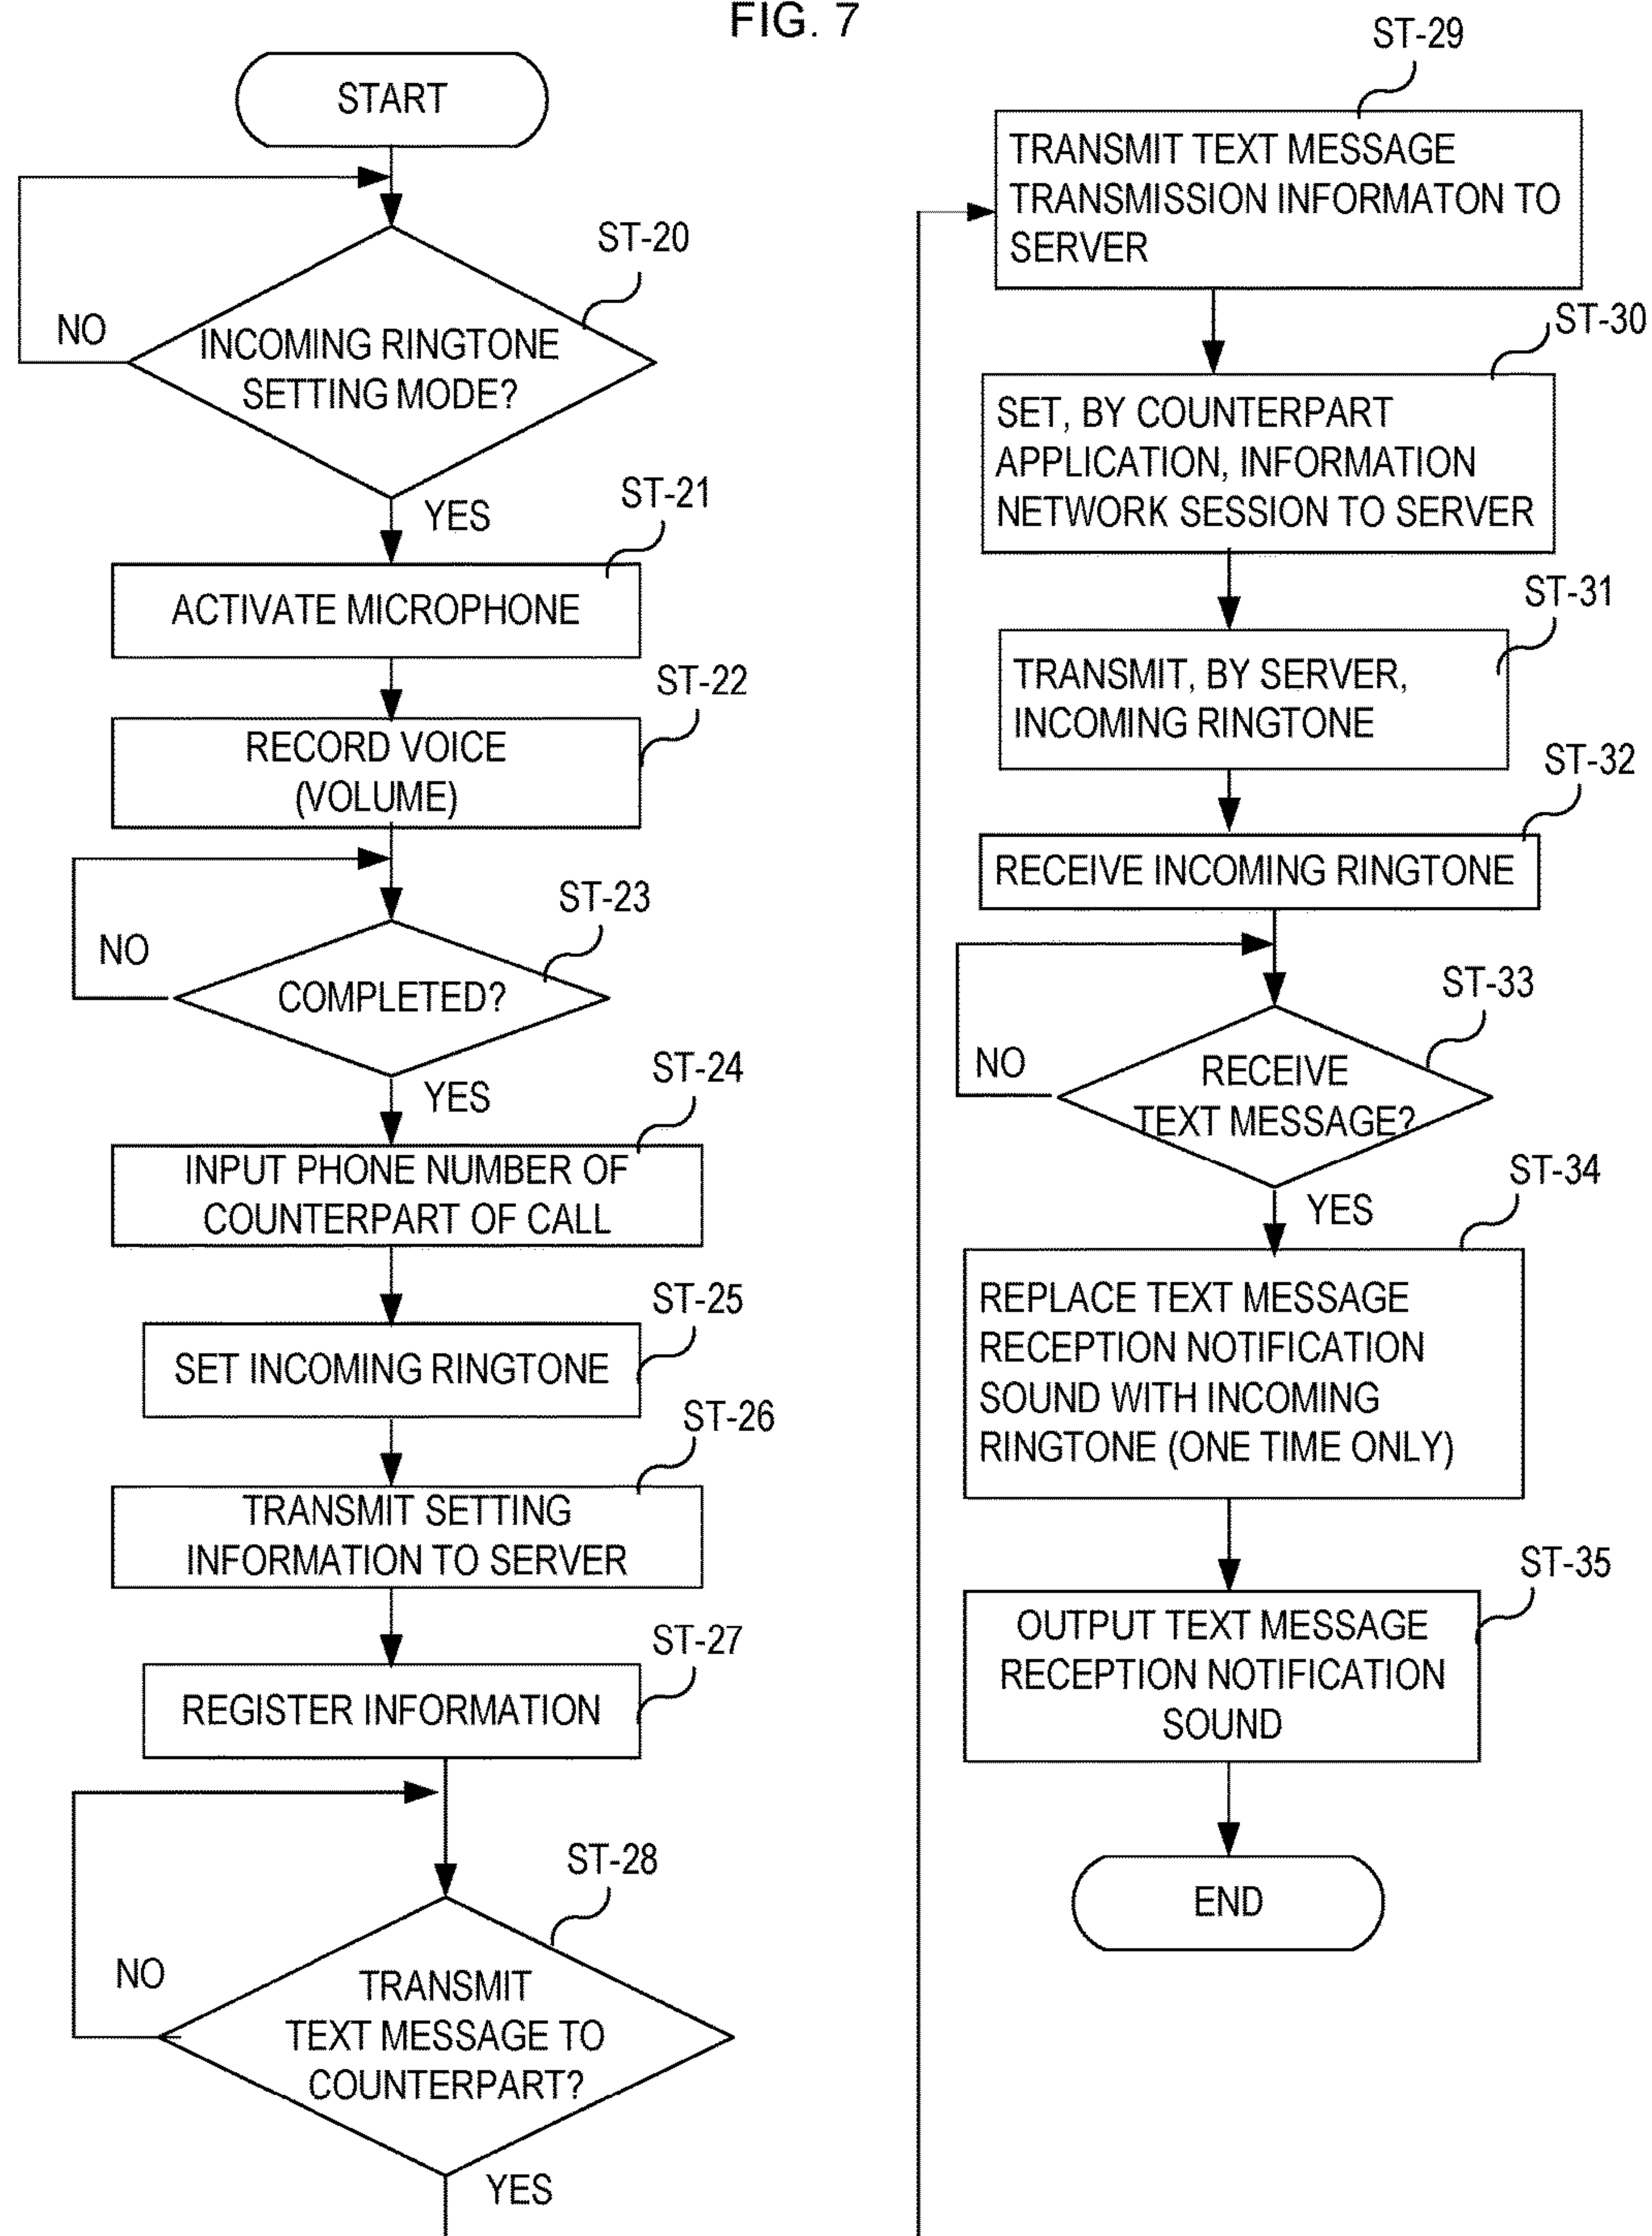 FIG. 7
START
ST-20
NO
INCOMING RINGTONE
SETTING MODE?
YES
ST-21
ACTIVATE MICROPHONE
ST-22
RECORD VOICE
(VOLUME)
ST-23
NO
COMPLETED?
YES
ST-24
INPUT PHONE NUMBER OF
COUNTERPART OF CALL
ST-25
SET INCOMING RINGTONE
ST-26
TRANSMIT SETTING
INFORMATION TO SERVER
ST-27
REGISTER INFORMATION
ST-28
NO
TRANSMIT
TEXT MESSAGE TO
COUNTERPART?
YES
ST-29
TRANSMIT TEXT MESSAGE
TRANSMISSION INFORMATON TO
SERVER
ST-30
SET, BY COUNTERPART
APPLICATION, INFORMATION
NETWORK SESSION TO SERVER
ST-31
TRANSMIT, BY SERVER,
INCOMING RINGTONE
ST-32
RECEIVE INCOMING RINGTONE
ST-33
NO
RECEIVE
TEXT MESSAGE?
YES
ST-34
REPLACE TEXT MESSAGE
RECEPTION NOTIFICATION
SOUND WITH INCOMING
RINGTONE (ONE TIME ONLY)
ST-35
OUTPUT TEXT MESSAGE
RECEPTION NOTIFICATION
SOUND
END